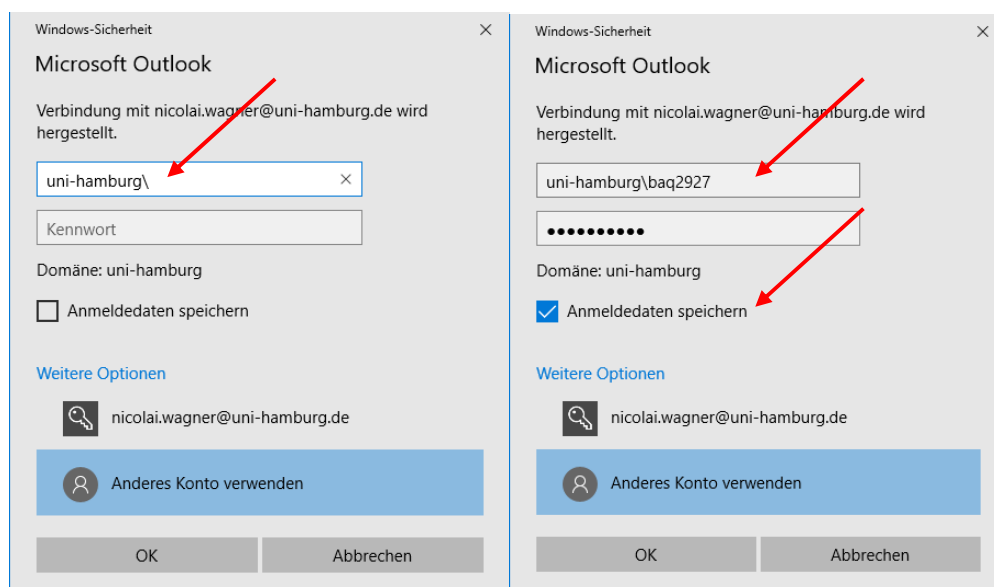 Windows-Sicherheit
Microsoft Outlook
Verbindung mit nicolai.wagner@uni-hamburg.de wird
hergestellt.
uni-hamburg\
Kennwort
Domäne: uni-hamburg
Anmeldedaten speichern
Weitere Optionen
nicolai.wagner@uni-hamburg.de
Anderes Konto verwenden
OK
Abbrechen
Windows-Sicherheit
Microsoft Outlook
Verbindung mit nicolai.wagner@uni-hamburg.de wird
hergestellt.
uni-hamburg\baq2927
●●●●●●●●●●
Domäne: uni-hamburg
Anmeldedaten speichern
Weitere Optionen
nicolai.wagner@uni-hamburg.de
Anderes Konto verwenden
OK
Abbrechen